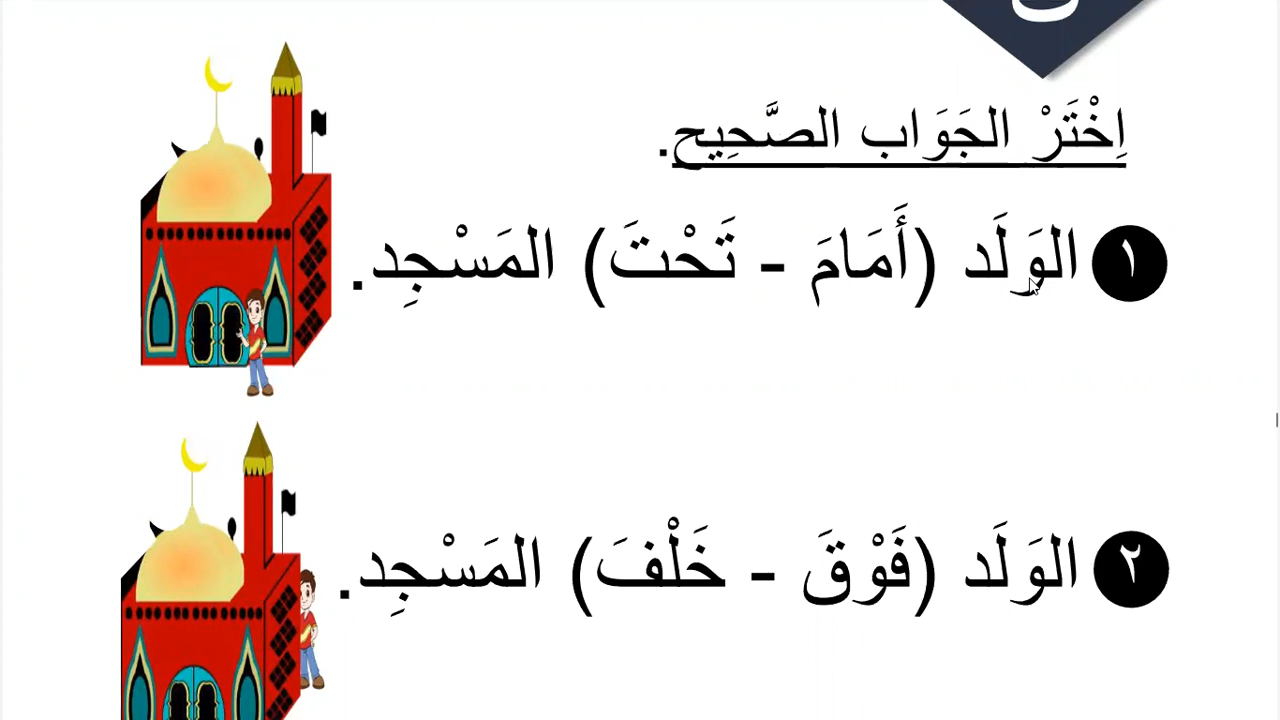 اِخْتَرْ الجَوَاب الصَّحِيح.
١ الوَلَد (أَمَامَ - تَحْتَ) المَسْجِد.
٢ الوَلَد (فَوْقَ - خَلْفَ) المَسْجِد.